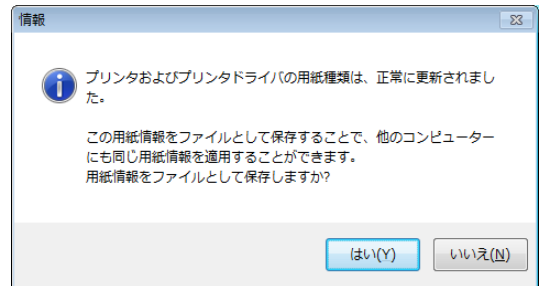 情報
プリンタおよびプリンタドライバの用紙種類は、正常に更新されまし
た。
この用紙情報をファイルとして保存することで、他のコンピューター
にも同じ用紙情報を適用することができます。
用紙情報をファイルとして保存しますか?
はい(Y)
いいえ(N)